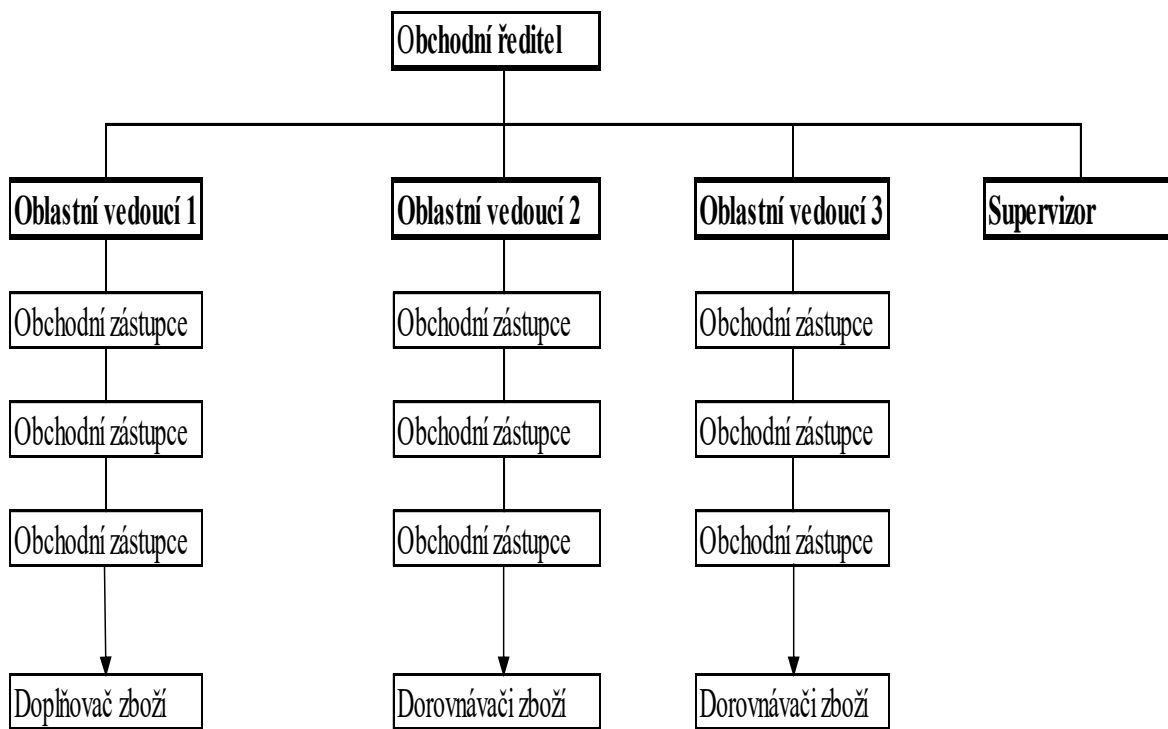 Obchodní ředitel
Oblastní vedoucí 1
Oblastní vedoucí 2
Oblastní vedoucí 3
Supervizor
Obchodní zástupce
Obchodní zástupce
Obchodní zástupce
Obchodní zástupce
Obchodní zástupce
Obchodní zástupce
Obchodní zástupce
Obchodní zástupce
Obchodní zástupce
Doplňovač zboží
Dorovnávači zboží
Dorovnávači zboží